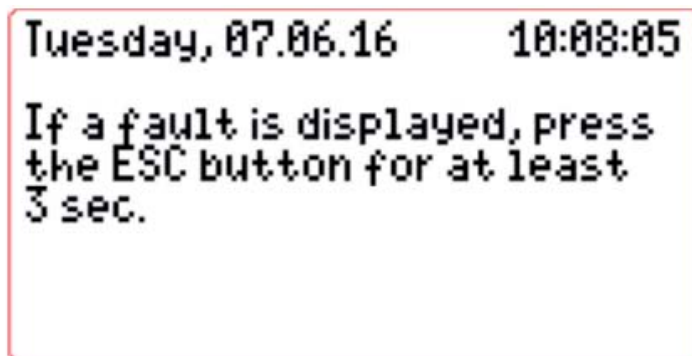 Tuesday, 07.06.16 10:08:05
If a fault is displayed, press
the ESC button for at least
3 sec.